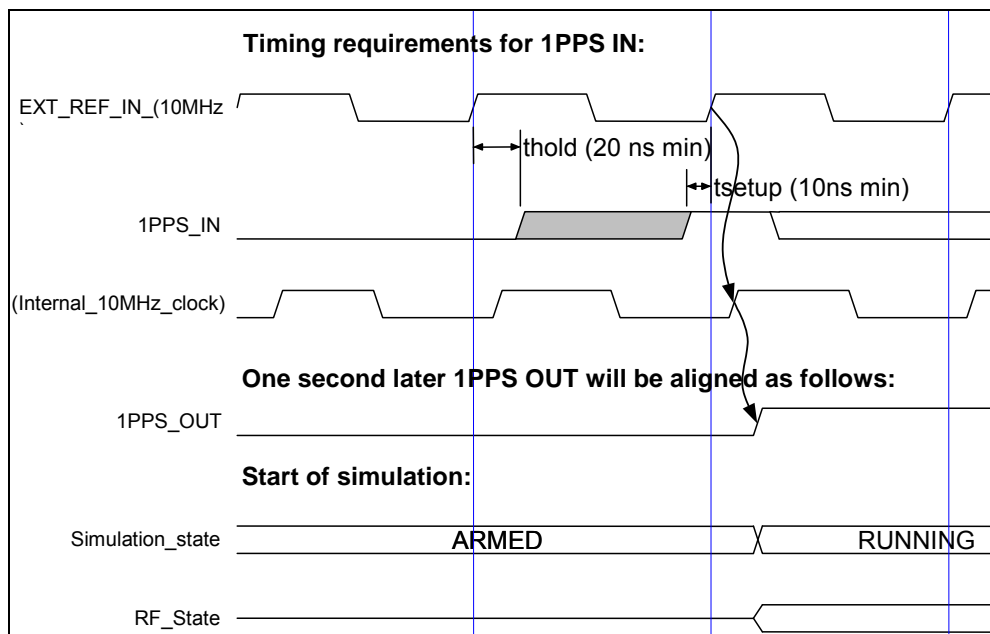 Timing requirements for 1PPS IN:
EXT_REF_IN_(10MHz
)
thold (20 ns min)
tsetup (10ns min)
1PPS_IN
(Internal_10MHz_clock)
One second later 1PPS OUT will be aligned as follows:
1PPS_OUT
Start of simulation:
Simulation_state
ARMED
RUNNING
RF_State